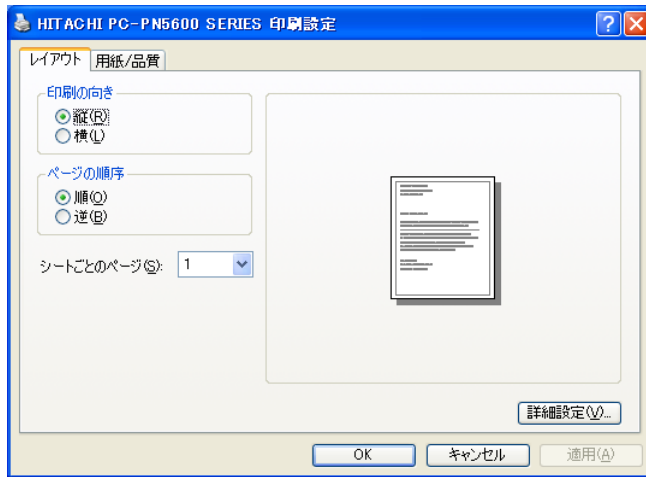 HITACHI PC-PN5600 SERIES 印刷設定
レイアウト 用紙/品質
印刷の向き
縦(R)
横(L)
ページの順序
順(O)
逆(B)
シートごとのページ(S): 1
詳細設定(V)...
OK キャンセル 適用(A)